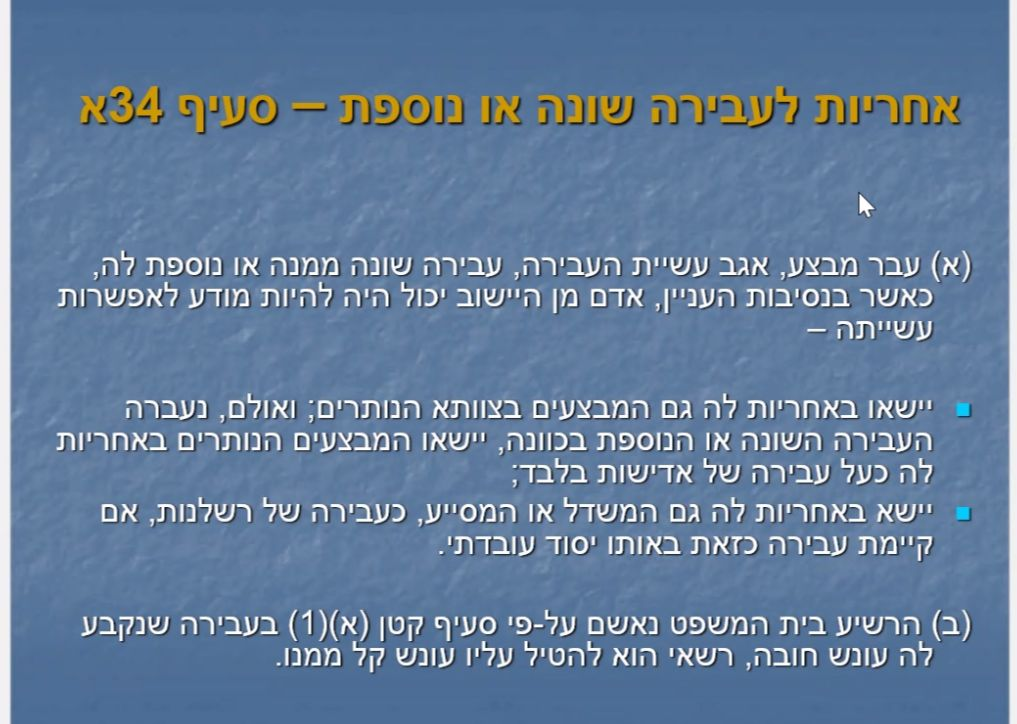 אחריות לעבירה שונה או נוספת – סעיף 34א
(א) עבר מבצע, אגב עשיית העבירה, עבירה שונה ממנה או נוספת לה,
כאשר בנסיבות העניין, אדם מן היישוב יכול היה להיות מודע לאפשרות
עשייתה –
יישאו באחריות לה גם המבצעים בצוותא הנותרים; ואולם, נעברה
העבירה השונה או הנוספת בכוונה, יישאו המבצעים הנותרים באחריות
לה כעל עבירה של אדישות בלבד;
יישא באחריות לה גם המשדל או המסייע, כעבירה של רשלנות, אם
קיימת עבירה כזאת באותו יסוד עובדתי.
(ב) הרשיע בית המשפט נאשם על-פי סעיף קטן (א)(1) בעבירה שנקבע
לה עונש חובה, רשאי הוא להטיל עליו עונש קל ממנו.